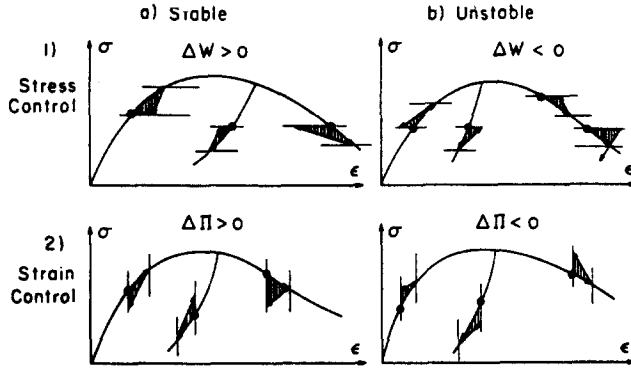 a) Stable
b) Unstable
1)
Stress
Control
σ
ΔW > 0
ε
σ
ΔW < 0
ε
2)
Strain
Control
σ
ΔΠ > 0
ε
σ
ΔΠ < 0
ε